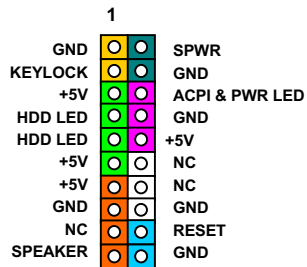 1
GND SPWR
KEYLOCK GND
+5V ACPI & PWR LED
HDD LED GND
HDD LED +5V
+5V NC
+5V NC
GND GND
NC RESET
SPEAKER GND